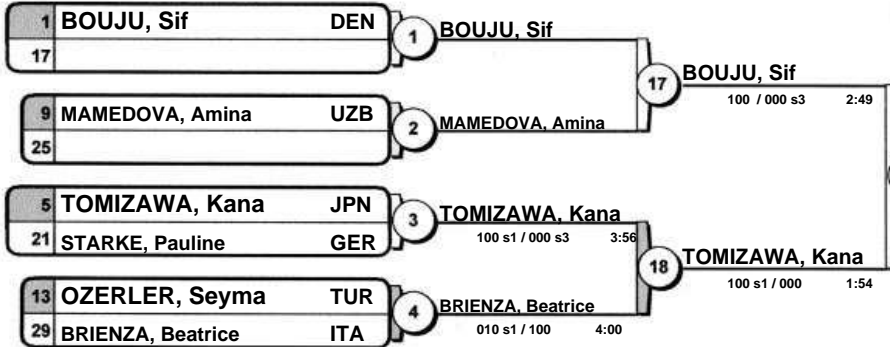 1 BOUJU, Sif DEN
17
1
BOUJU, Sif
9 MAMEDOVA, Amina UZB
25
2
MAMEDOVA, Amina
17
BOUJU, Sif
100 / 000 s3 2:49
5 TOMIZAWA, Kana JPN
21 STARKE, Pauline GER
3
TOMIZAWA, Kana
100 s1 / 000 s3 3:56
13 OZERLER, Seyma TUR
29 BRIENZA, Beatrice ITA
4
BRIENZA, Beatrice
010 s1 / 100 4:00
18
TOMIZAWA, Kana
100 s1 / 000 1:54